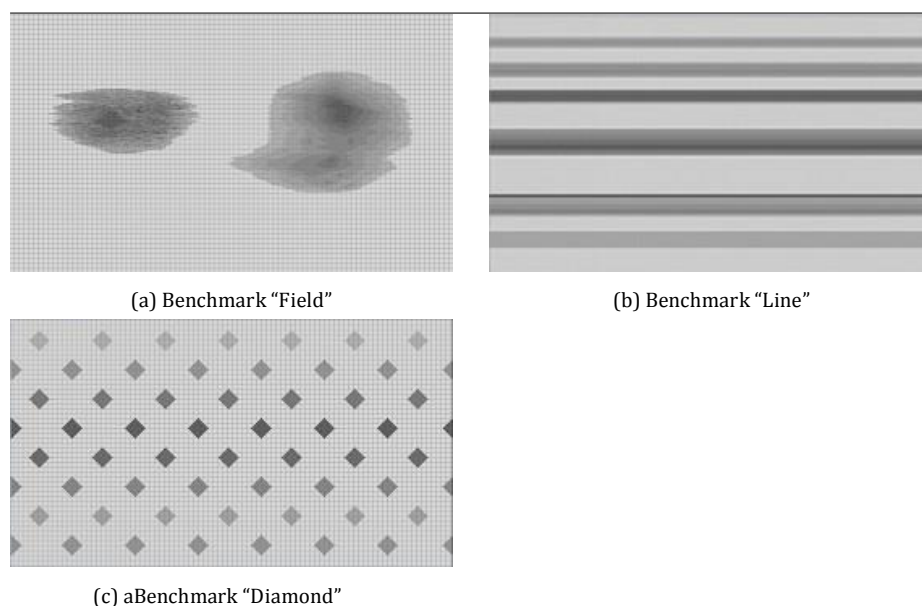 (a) Benchmark “Field”
(b) Benchmark “Line”
(c) aBenchmark “Diamond”